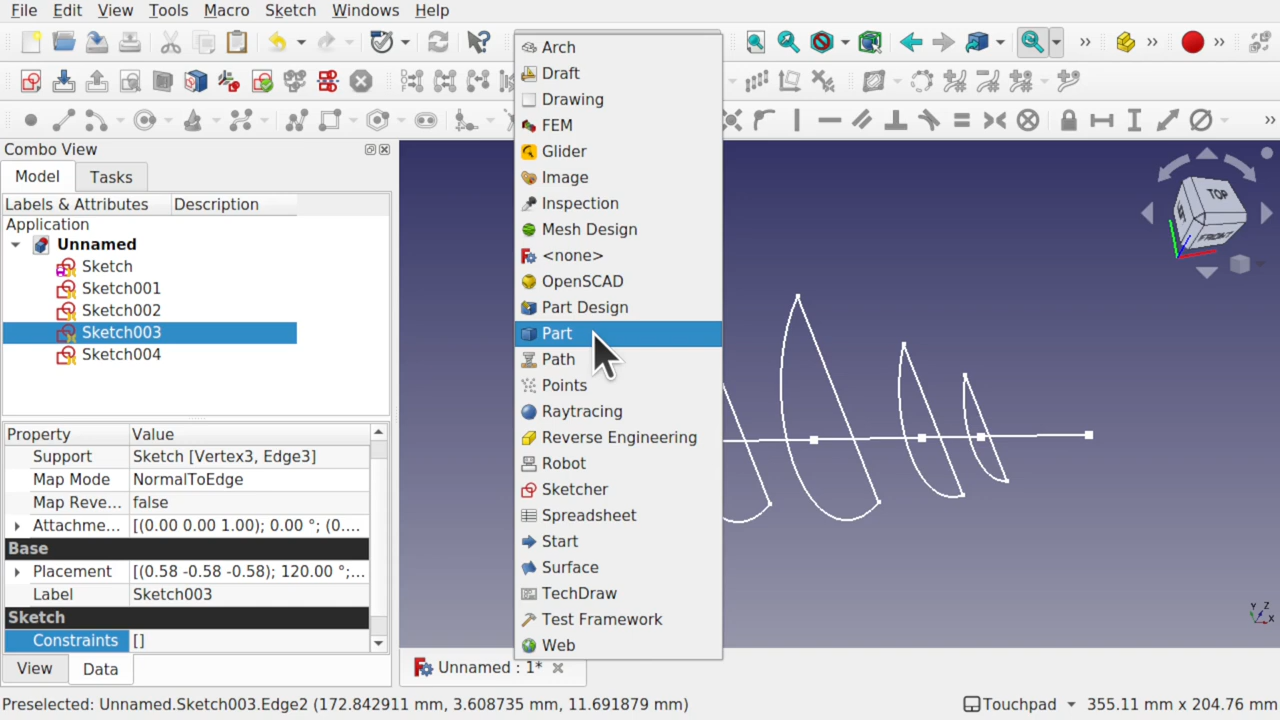 File Edit View Tools Macro Sketch Windows Help
Combo View
Model Tasks
Labels & Attributes Description
Application
Unnamed
Sketch
Sketch001
Sketch002
Sketch003
Sketch004
Property Value
Support Sketch [Vertex3, Edge3]
Map Mode NormalToEdge
Map Reve... false
Attachme... [(0.00 0.00 1.00); 0.00 °; (0....
Base
Placement [(0.58 -0.58 -0.58); 120.00 °;...
Label Sketch003
Sketch
Constraints []
View Data
Arch
Draft
Drawing
FEM
Glider
Image
Inspection
Mesh Design
<none>
OpenSCAD
Part Design
Part
Path
Points
Raytracing
Reverse Engineering
Robot
Sketcher
Spreadsheet
Start
Surface
TechDraw
Test Framework
Web
TOP
FRONT
Y Z
X
Unnamed : 1*
Preselected: Unnamed.Sketch003.Edge2 (172.842911 mm, 3.608735 mm, 11.691879 mm)
Touchpad 355.11 mm x 204.76 mm